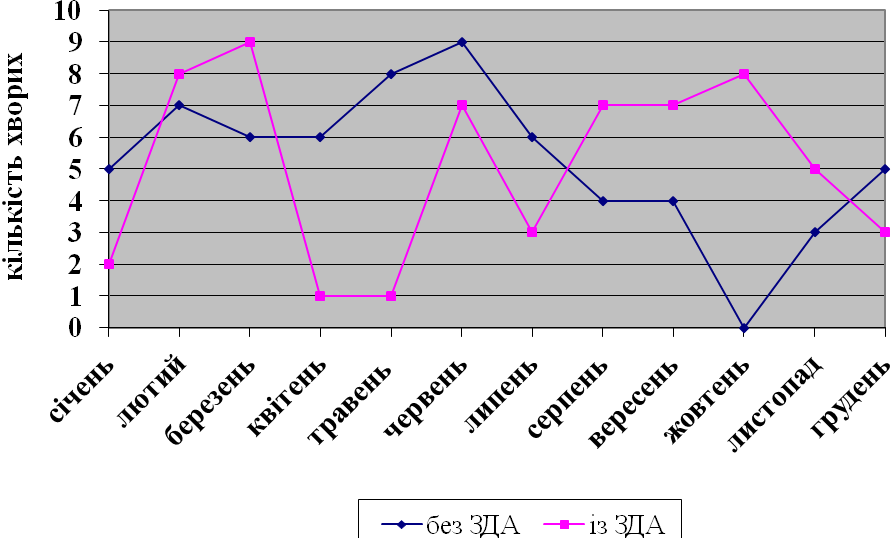 кількість хворих
10
9
8
7
6
5
4
3
2
1
0
січень
лютий
березень
квітень
травень
червень
липень
серпень
вересень
жовтень
листопад
грудень
без ЗДА
із ЗДА